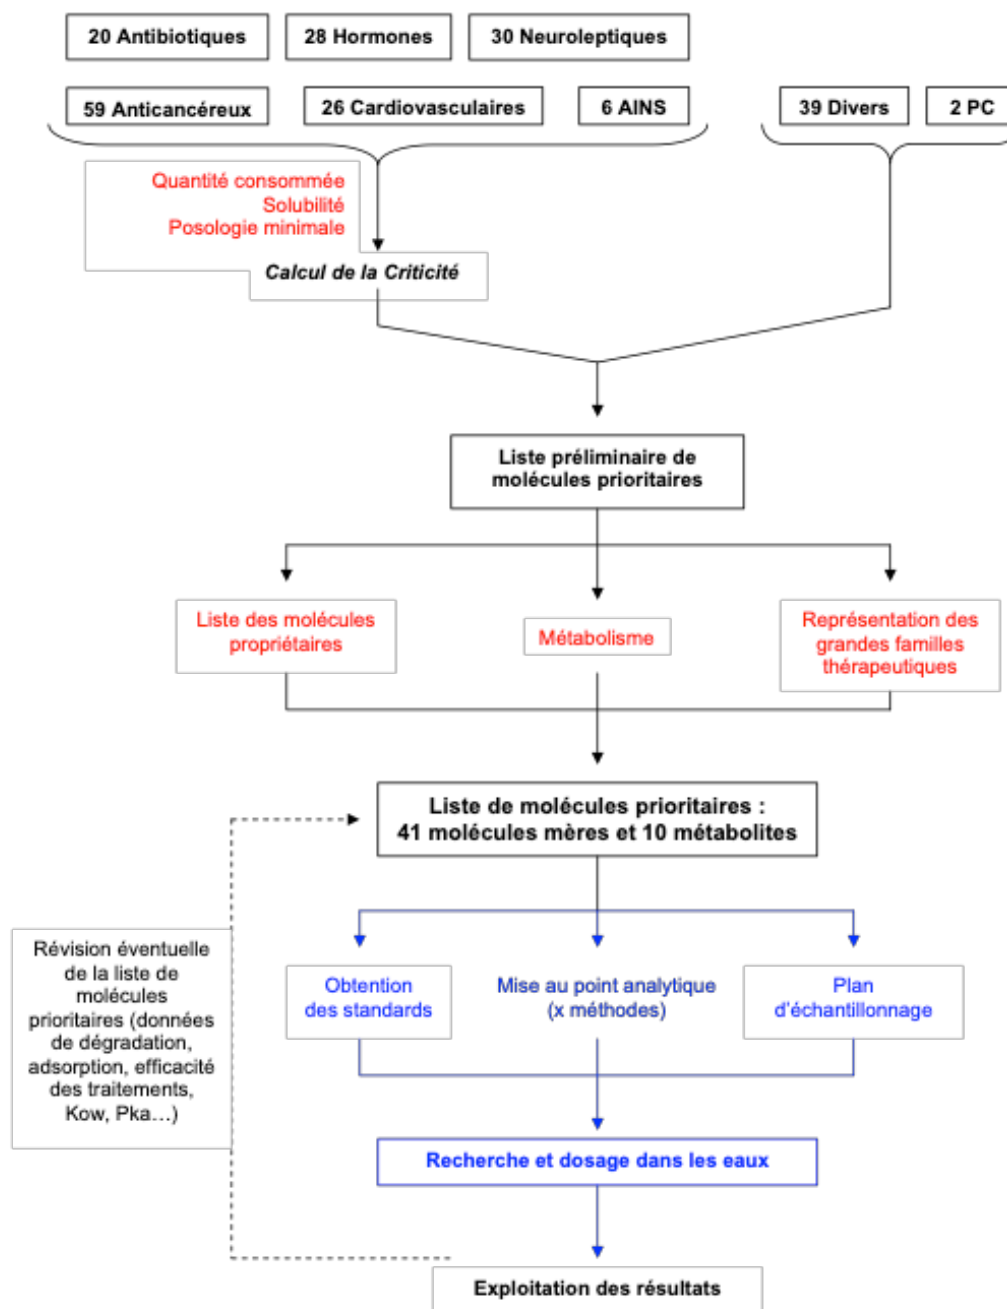 20 Antibiotiques
28 Hormones
30 Neuroleptiques
59 Anticancéreux
26 Cardiovasculaires
6 AINS
39 Divers
2 PC
Quantité consommée
Solubilité
Posologie minimale
Calcul de la Criticité
Liste préliminaire de
molécules prioritaires
Liste des molécules
propriétaires
Métabolisme
Représentation des
grandes familles
thérapeutiques
Liste de molécules prioritaires :
41 molécules mères et 10 métabolites
Révision éventuelle
de la liste de
molécules
prioritaires (données
de dégradation,
adsorption, efficacité
des traitements,
Kow, Pka…)
Obtention
des standards
Mise au point analytique
(x méthodes)
Plan
d'échantillonnage
Recherche et dosage dans les eaux
Exploitation des résultats